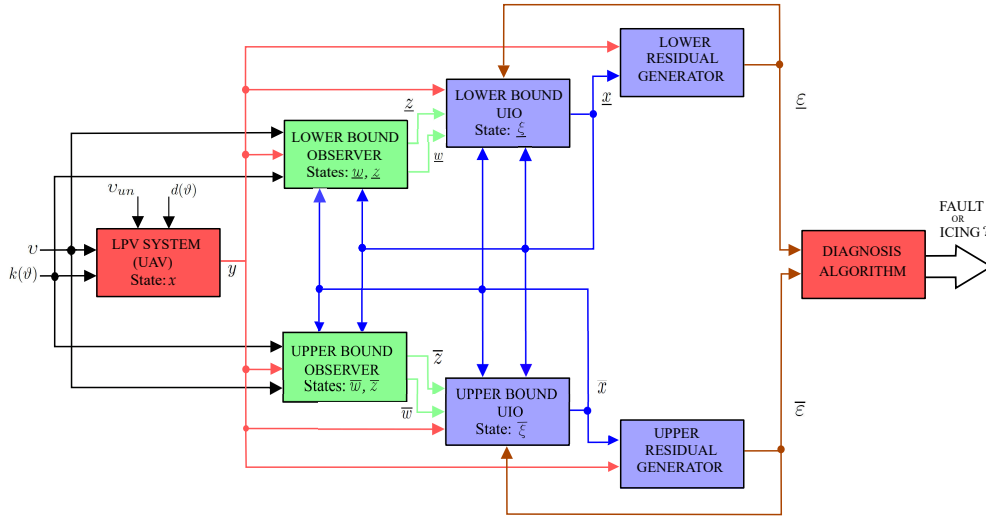 LOWER
RESIDUAL
GENERATOR
LOWER BOUND
UIO
State: ξ̲
z̲
w̲
x̲
ε̲
LOWER BOUND
OBSERVER
States: w̲, z̲
υ_un
d(ϑ)
υ
k(ϑ)
LPV SYSTEM
(UAV)
State: x
y
DIAGNOSIS
ALGORITHM
FAULT
OR
ICING ?
UPPER BOUND
OBSERVER
States: w̅, z̅
z̅
w̅
UPPER BOUND
UIO
State: ξ̅
x̅
ε̅
UPPER
RESIDUAL
GENERATOR